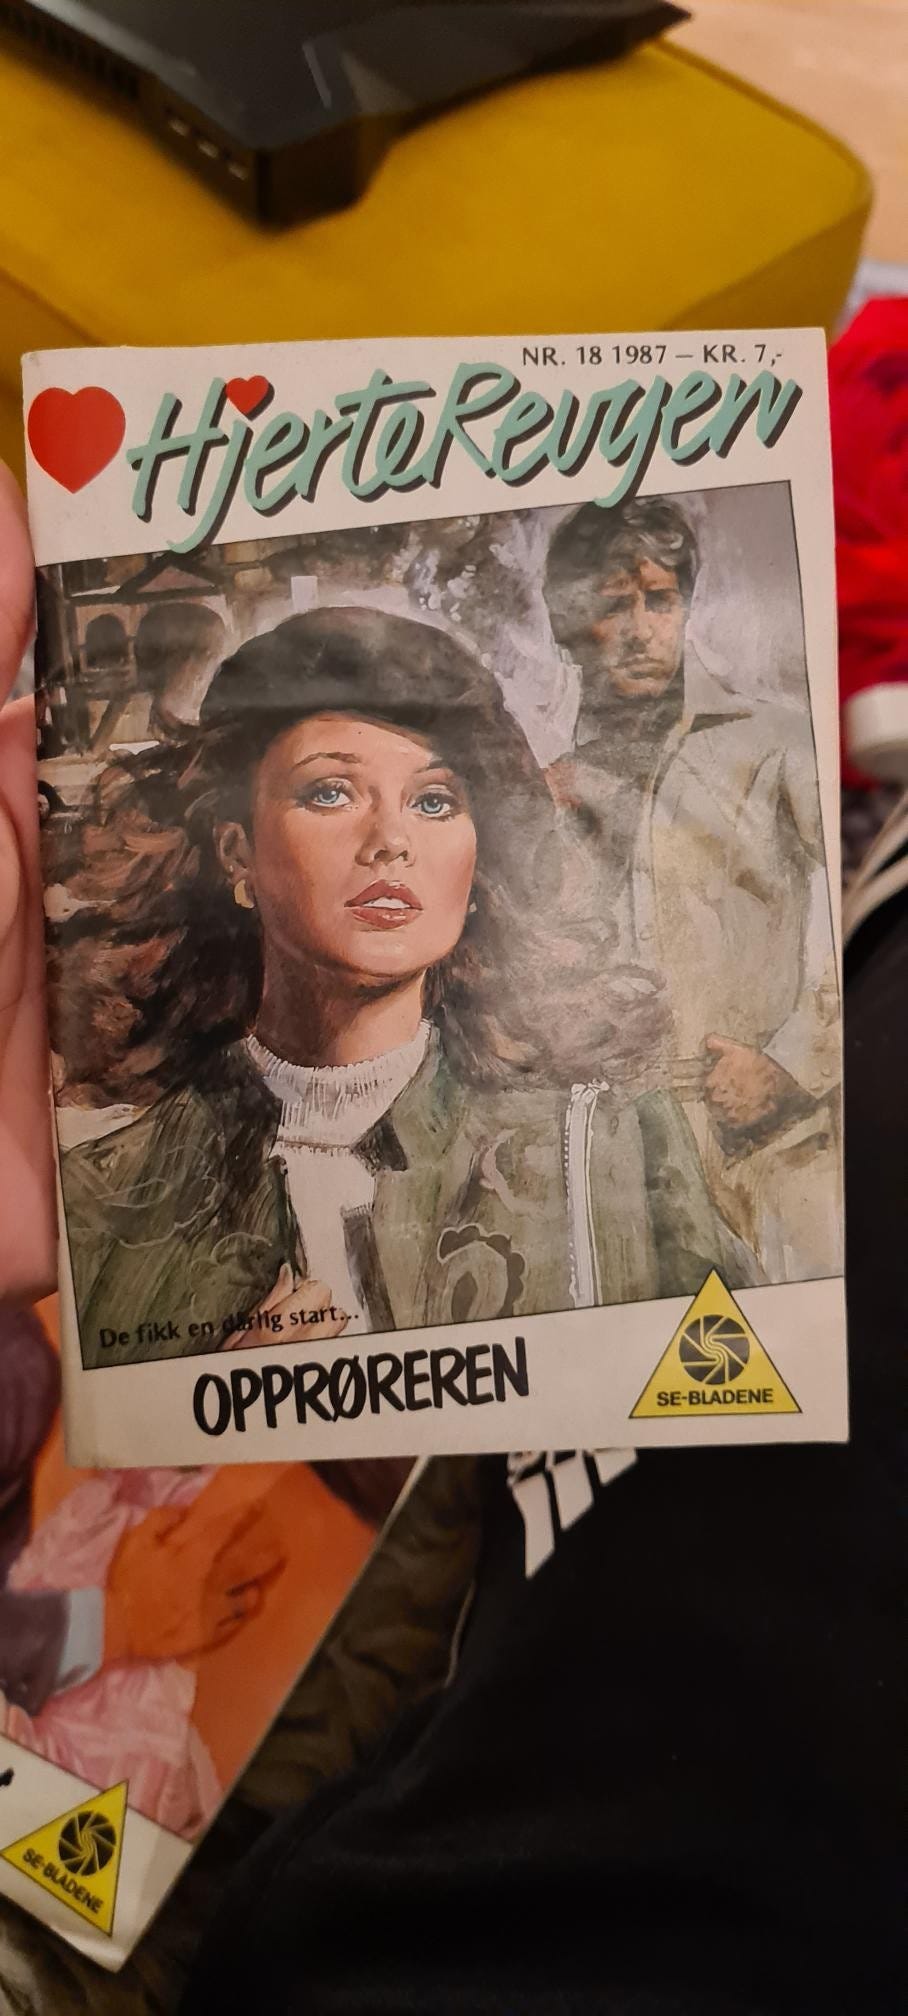 NR. 18 1987 – KR. 7,-
HjerteRevyen
De fikk en dårlig start...
OPPRØREREN
SE-BLADENE
SE-BLADENE